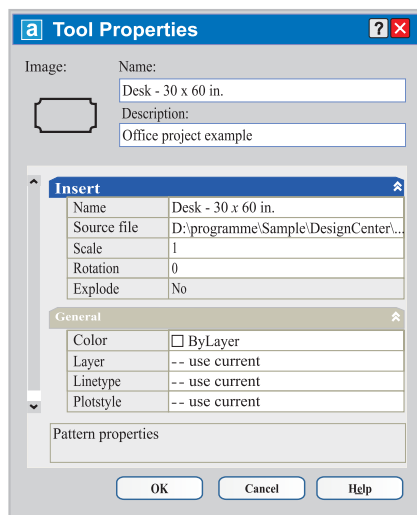 a Tool Properties ? X
Image: Name:
Desk - 30 x 60 in.
Description:
Office project example
Insert
Name Desk - 30 x 60 in.
Source file D:\programme\Sample\DesignCenter\...
Scale 1
Rotation 0
Explode No
General
Color ByLayer
Layer -- use current
Linetype -- use current
Plotstyle -- use current
Pattern properties
OK Cancel Help